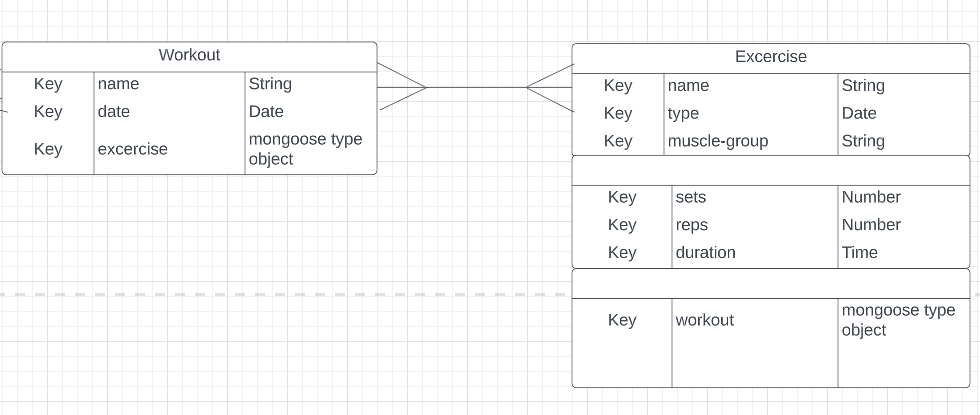 Workout
Key name String
Key date Date
Key excercise mongoose type
object
Excercise
Key name String
Key type Date
Key muscle-group String
Key sets Number
Key reps Number
Key duration Time
Key workout mongoose type
object